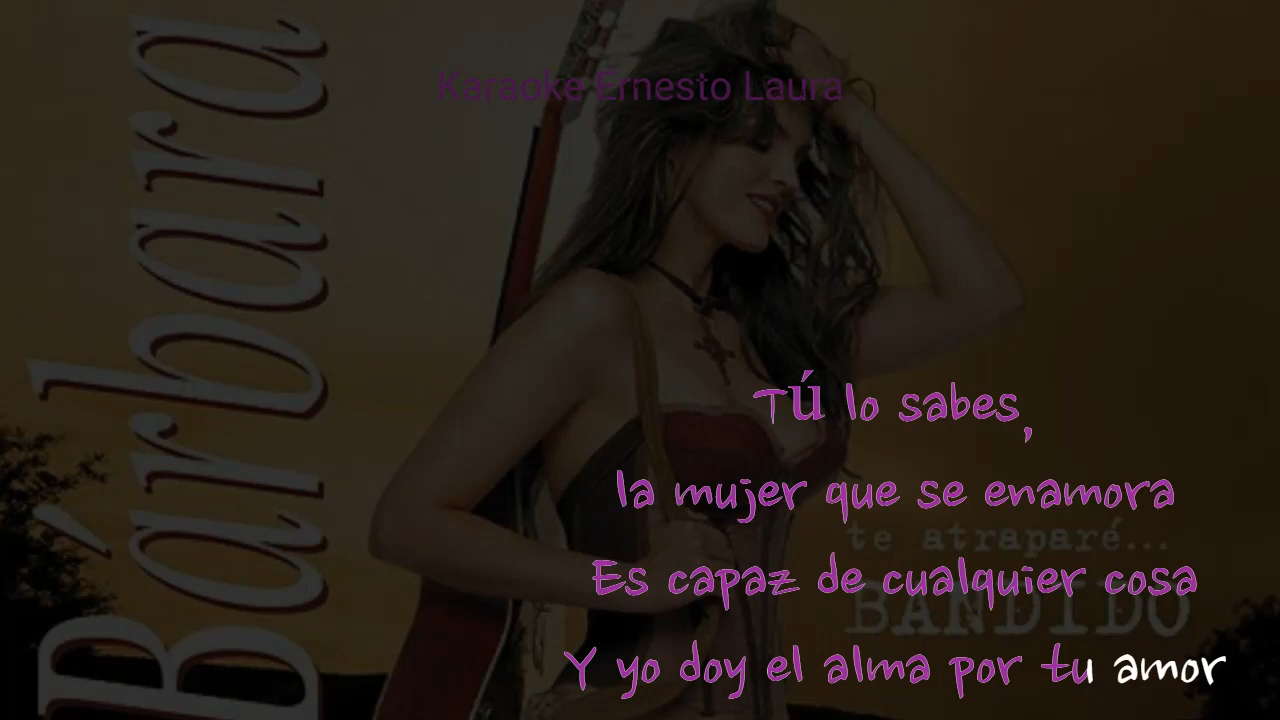 Bárbara
Karaoke Ernesto Laura
Tú lo sabes,
la mujer que se enamora
te atraparé...
Es capaz de cualquier cosa
BANDIDO
Y yo doy el alma por tu amor